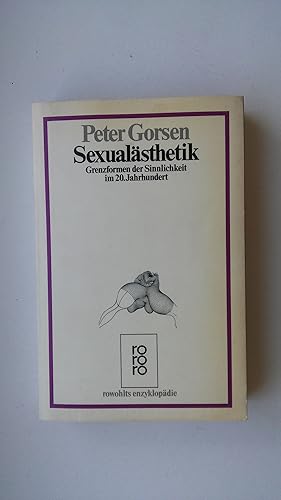 Peter Gorsen
Sexualästhetik
Grenzformen der Sinnlichkeit
im 20. Jahrhundert
ro
ro
ro
rowohlts enzyklopädie